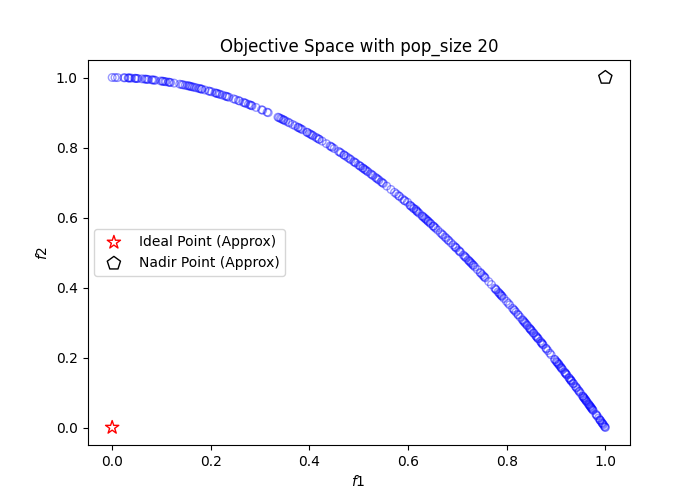 Objective Space with pop_size 20
1.0
0.8
0.6
0.4
0.2
0.0
f2
Ideal Point (Approx)
Nadir Point (Approx)
0.0 0.2 0.4 0.6 0.8 1.0
f1